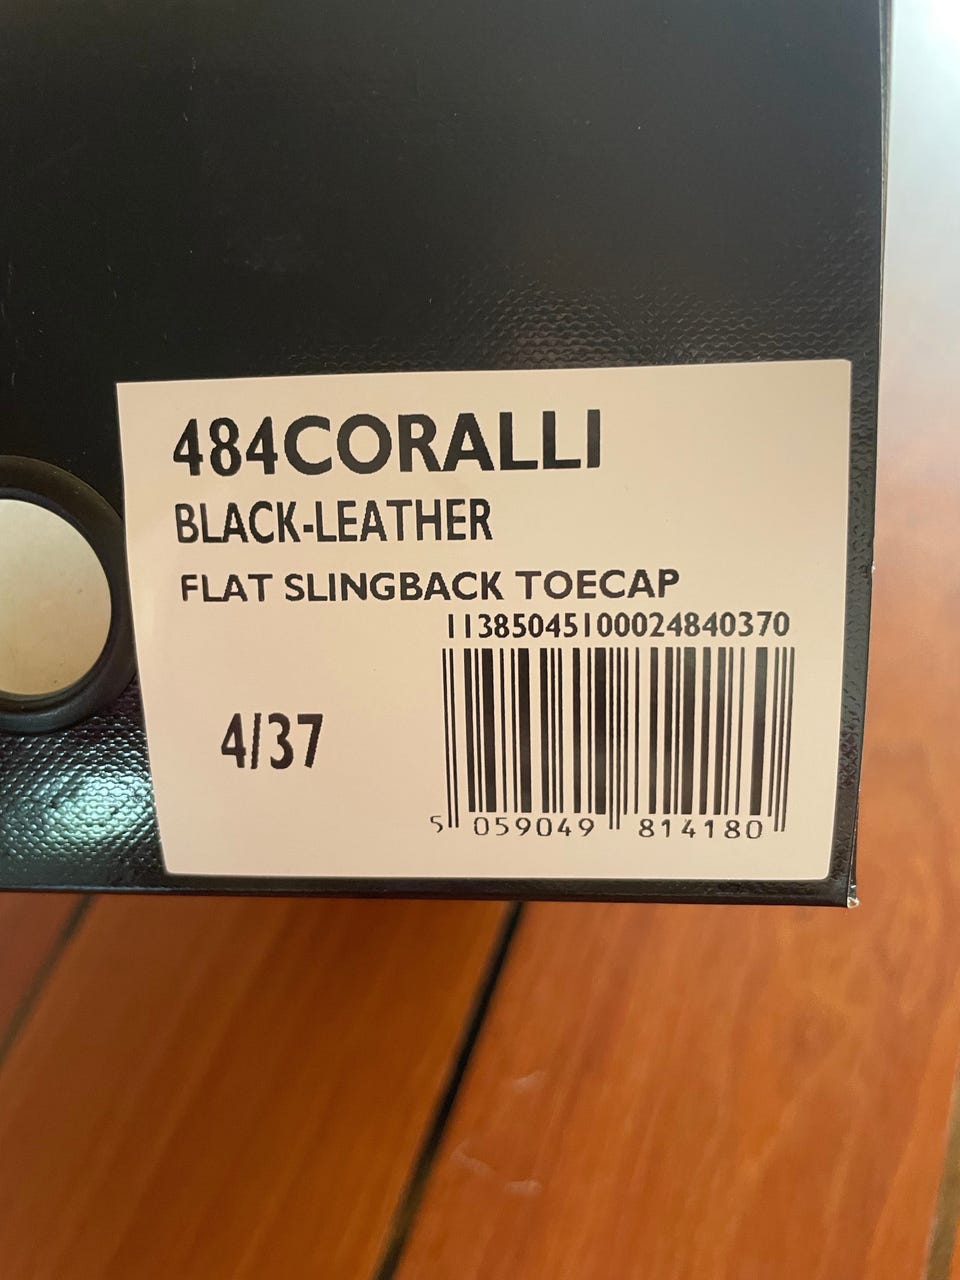 484CORALLI
BLACK-LEATHER
FLAT SLINGBACK TOECAP
11385045100024840370
4/37
5 059049 814180